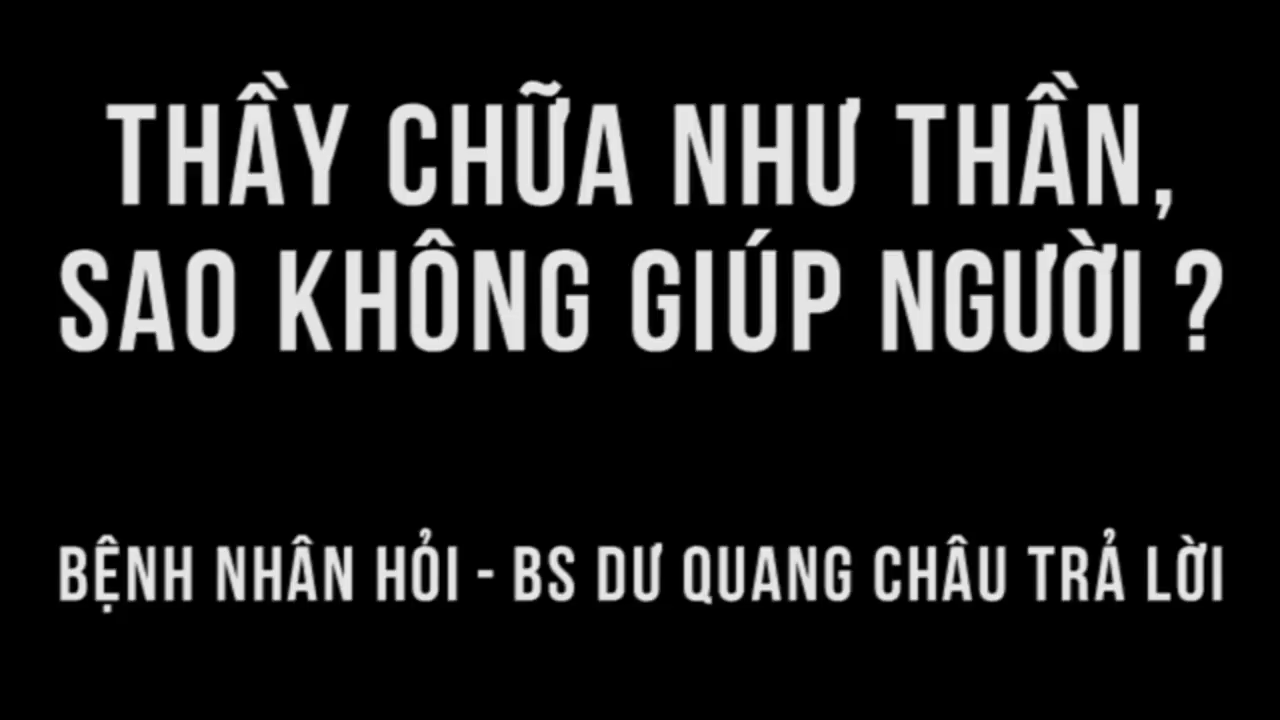 THẦY CHỮA NHƯ THẦN,
SAO KHÔNG GIÚP NGƯỜI ?
BỆNH NHÂN HỎI - BS DƯ QUANG CHÂU TRẢ LỜI